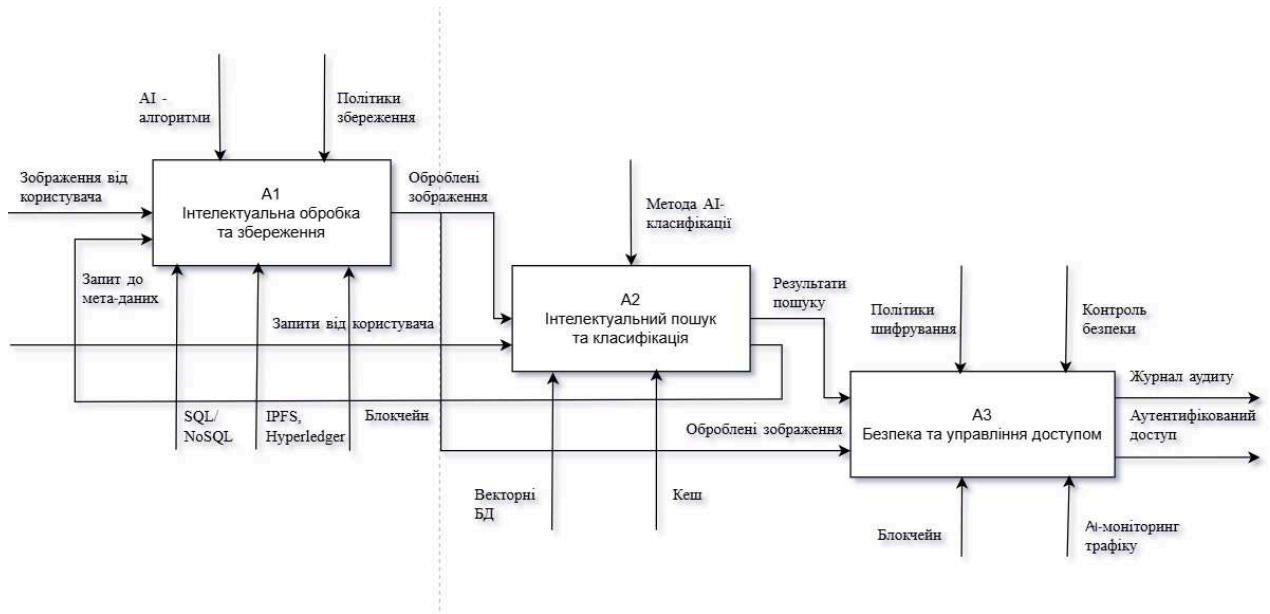 AI -
алгоритми
Політики
збереження
Зображення від
користувача
A1
Інтелектуальна обробка
та збереження
Оброблені
зображення
Метода AI-
класифікації
Запит до
мета-даних
Запити від користувача
A2
Інтелектуальний пошук
та класифікація
Результати
пошуку
Політики
шифрування
Контроль
безпеки
SQL/
NoSQL
IPFS,
Hyperledger
Блокчейн
Оброблені зображення
A3
Безпека та управління доступом
Журнал аудиту
Аутентифікований
доступ
Векторні
БД
Кеш
Блокчейн
AI-моніторинг
трафіку